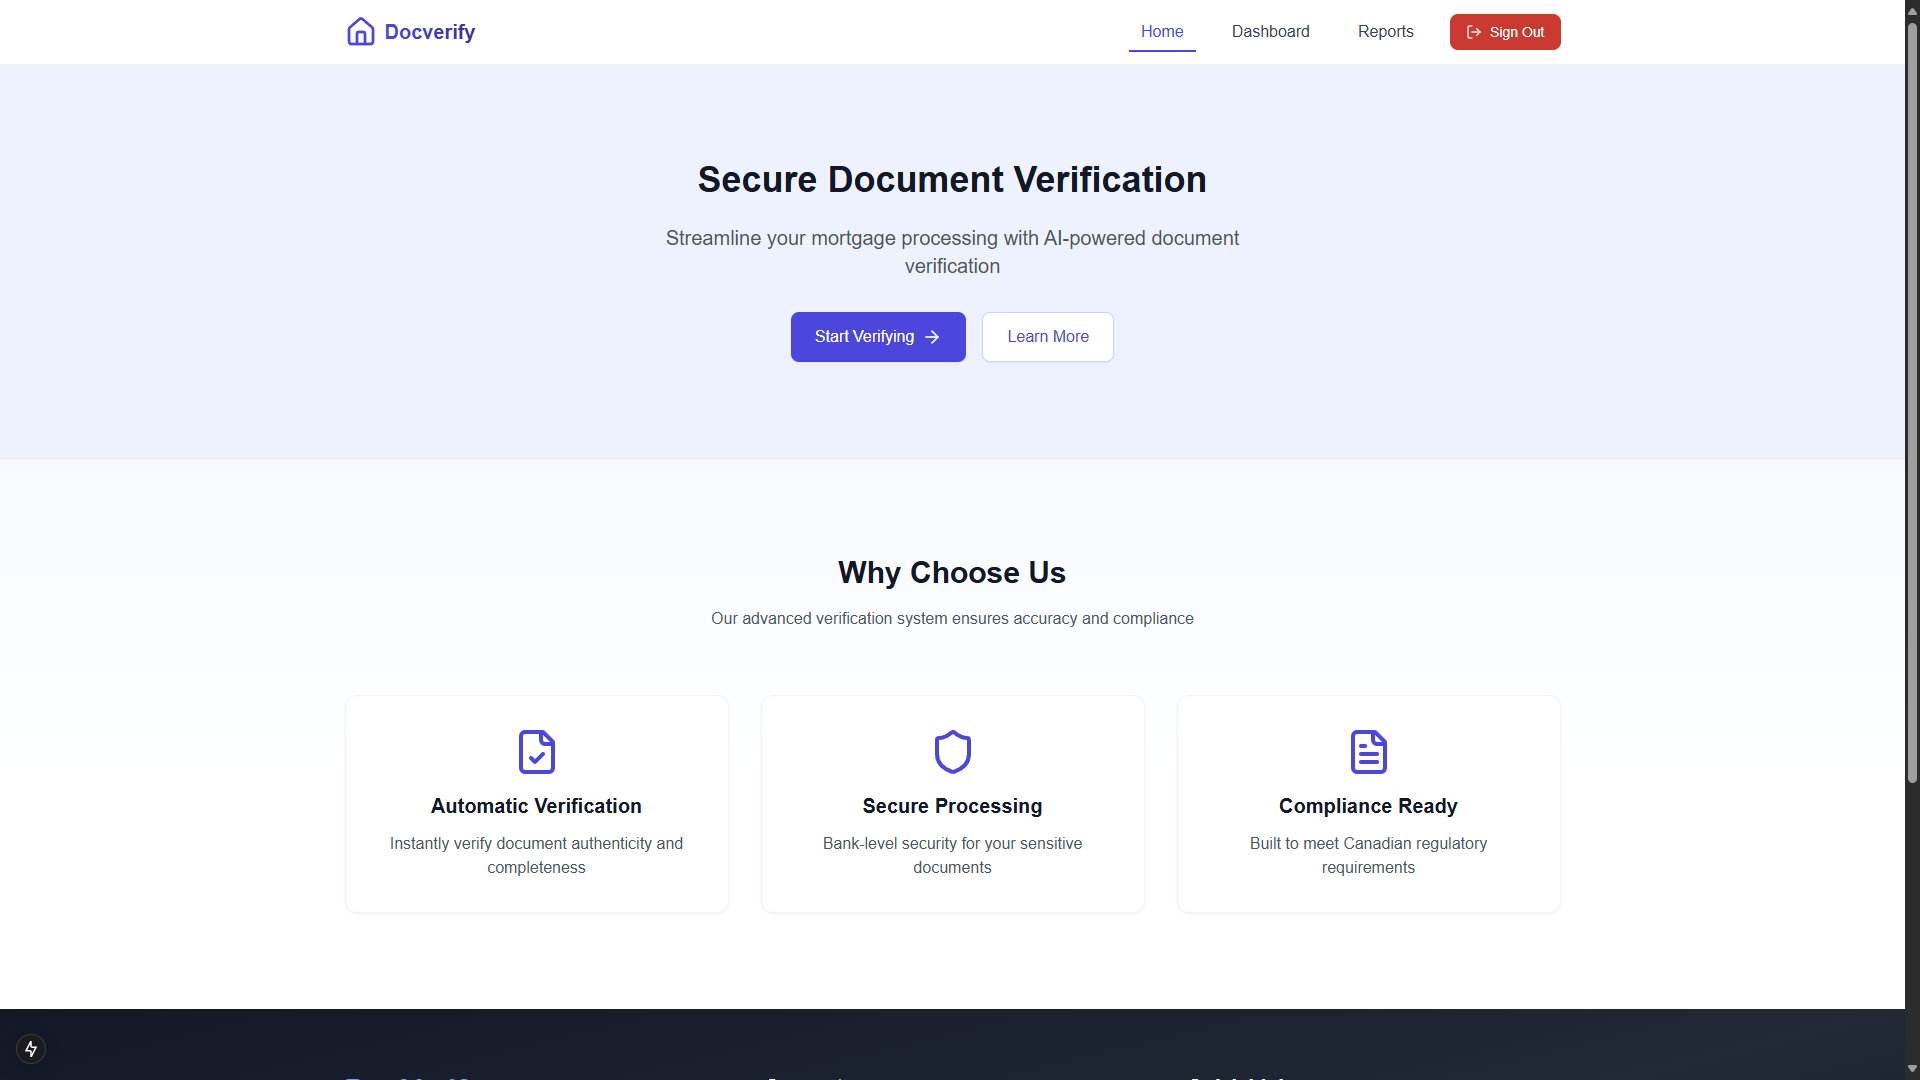 Docverify
Home
Dashboard
Reports
Sign Out
Secure Document Verification
Streamline your mortgage processing with AI-powered document
verification
Start Verifying
Learn More
Why Choose Us
Our advanced verification system ensures accuracy and compliance
Automatic Verification
Instantly verify document authenticity and
completeness
Secure Processing
Bank-level security for your sensitive
documents
Compliance Ready
Built to meet Canadian regulatory
requirements